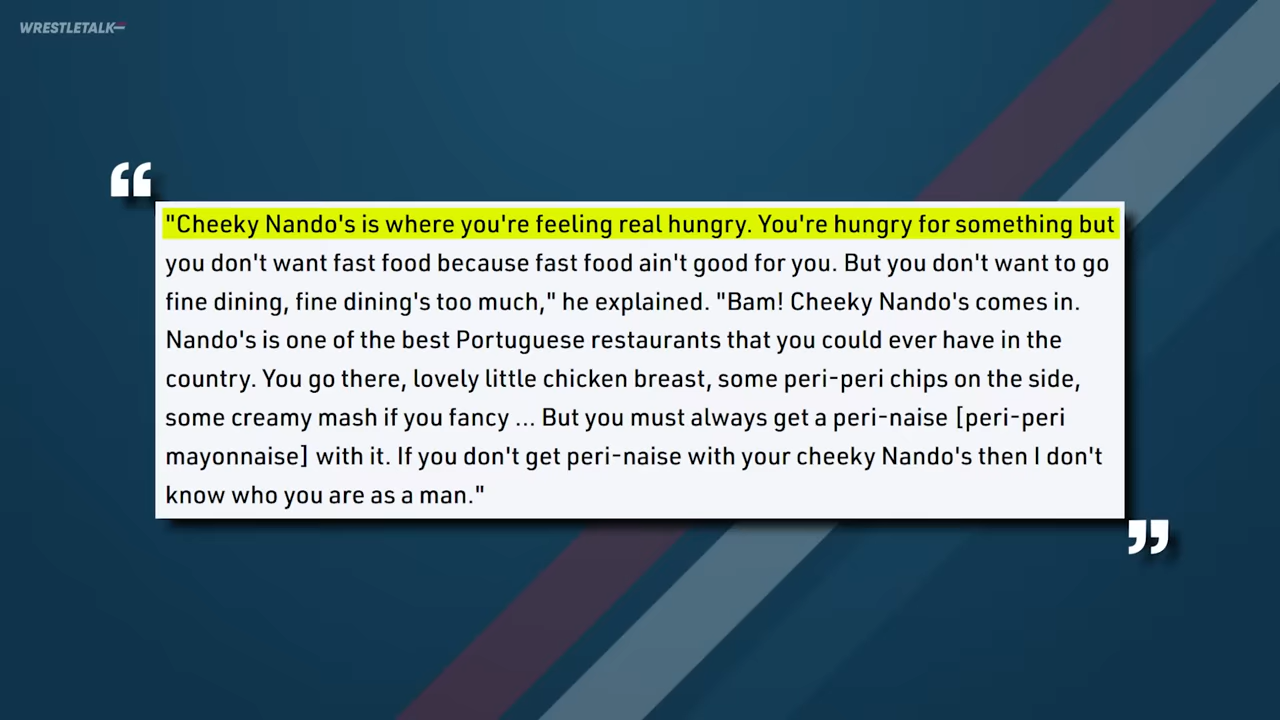 WRESTLETALK
"Cheeky Nando's is where you're feeling real hungry. You're hungry for something but
you don't want fast food because fast food ain't good for you. But you don't want to go
fine dining, fine dining's too much," he explained. "Bam! Cheeky Nando's comes in.
Nando's is one of the best Portuguese restaurants that you could ever have in the
country. You go there, lovely little chicken breast, some peri-peri chips on the side,
some creamy mash if you fancy ... But you must always get a peri-naise [peri-peri
mayonnaise] with it. If you don't get peri-naise with your cheeky Nando's then I don't
know who you are as a man."